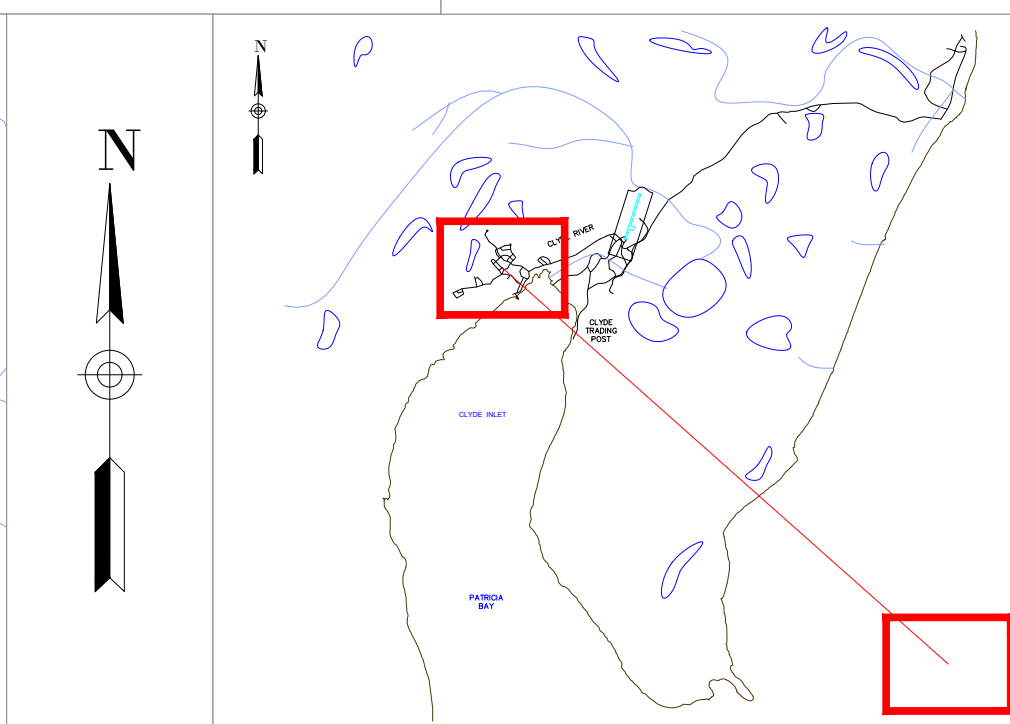 N
N
CLYDE RIVER
CLYDE
TRADING
POST
CLYDE INLET
PATRICIA
BAY